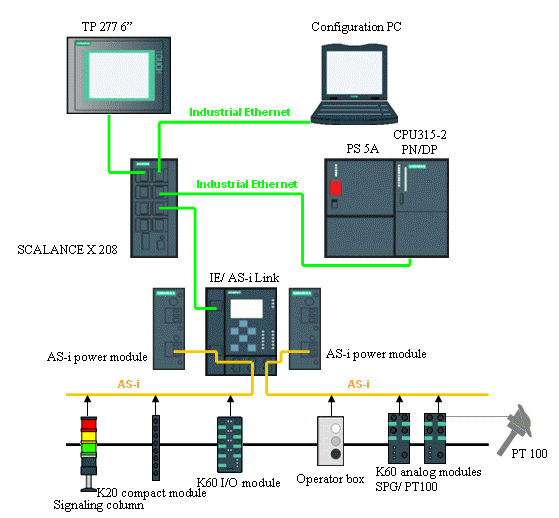 TP 277 6”
Configuration PC
Industrial Ethernet
CPU315-2
PN/DP
PS 5A
Industrial Ethernet
SCALANCE X 208
IE/ AS-i Link
AS-i power module
AS-i power module
AS-i
AS-i
K60 analog modules
SPG/ PT100
PT 100
K60 I/O module
Operator box
K20 compact module
Signaling column